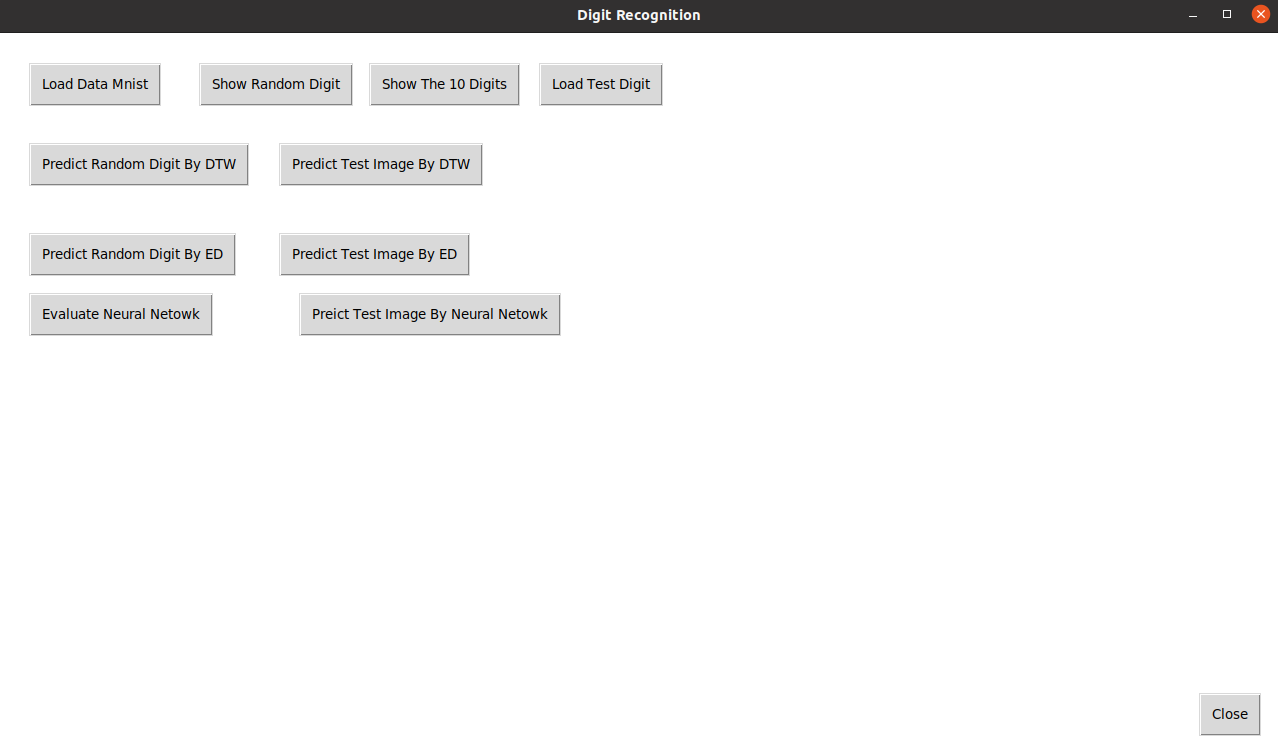 Digit Recognition
Load Data Mnist Show Random Digit Show The 10 Digits Load Test Digit
Predict Random Digit By DTW Predict Test Image By DTW
Predict Random Digit By ED Predict Test Image By ED
Evaluate Neural Netowk Preict Test Image By Neural Netowk
Close